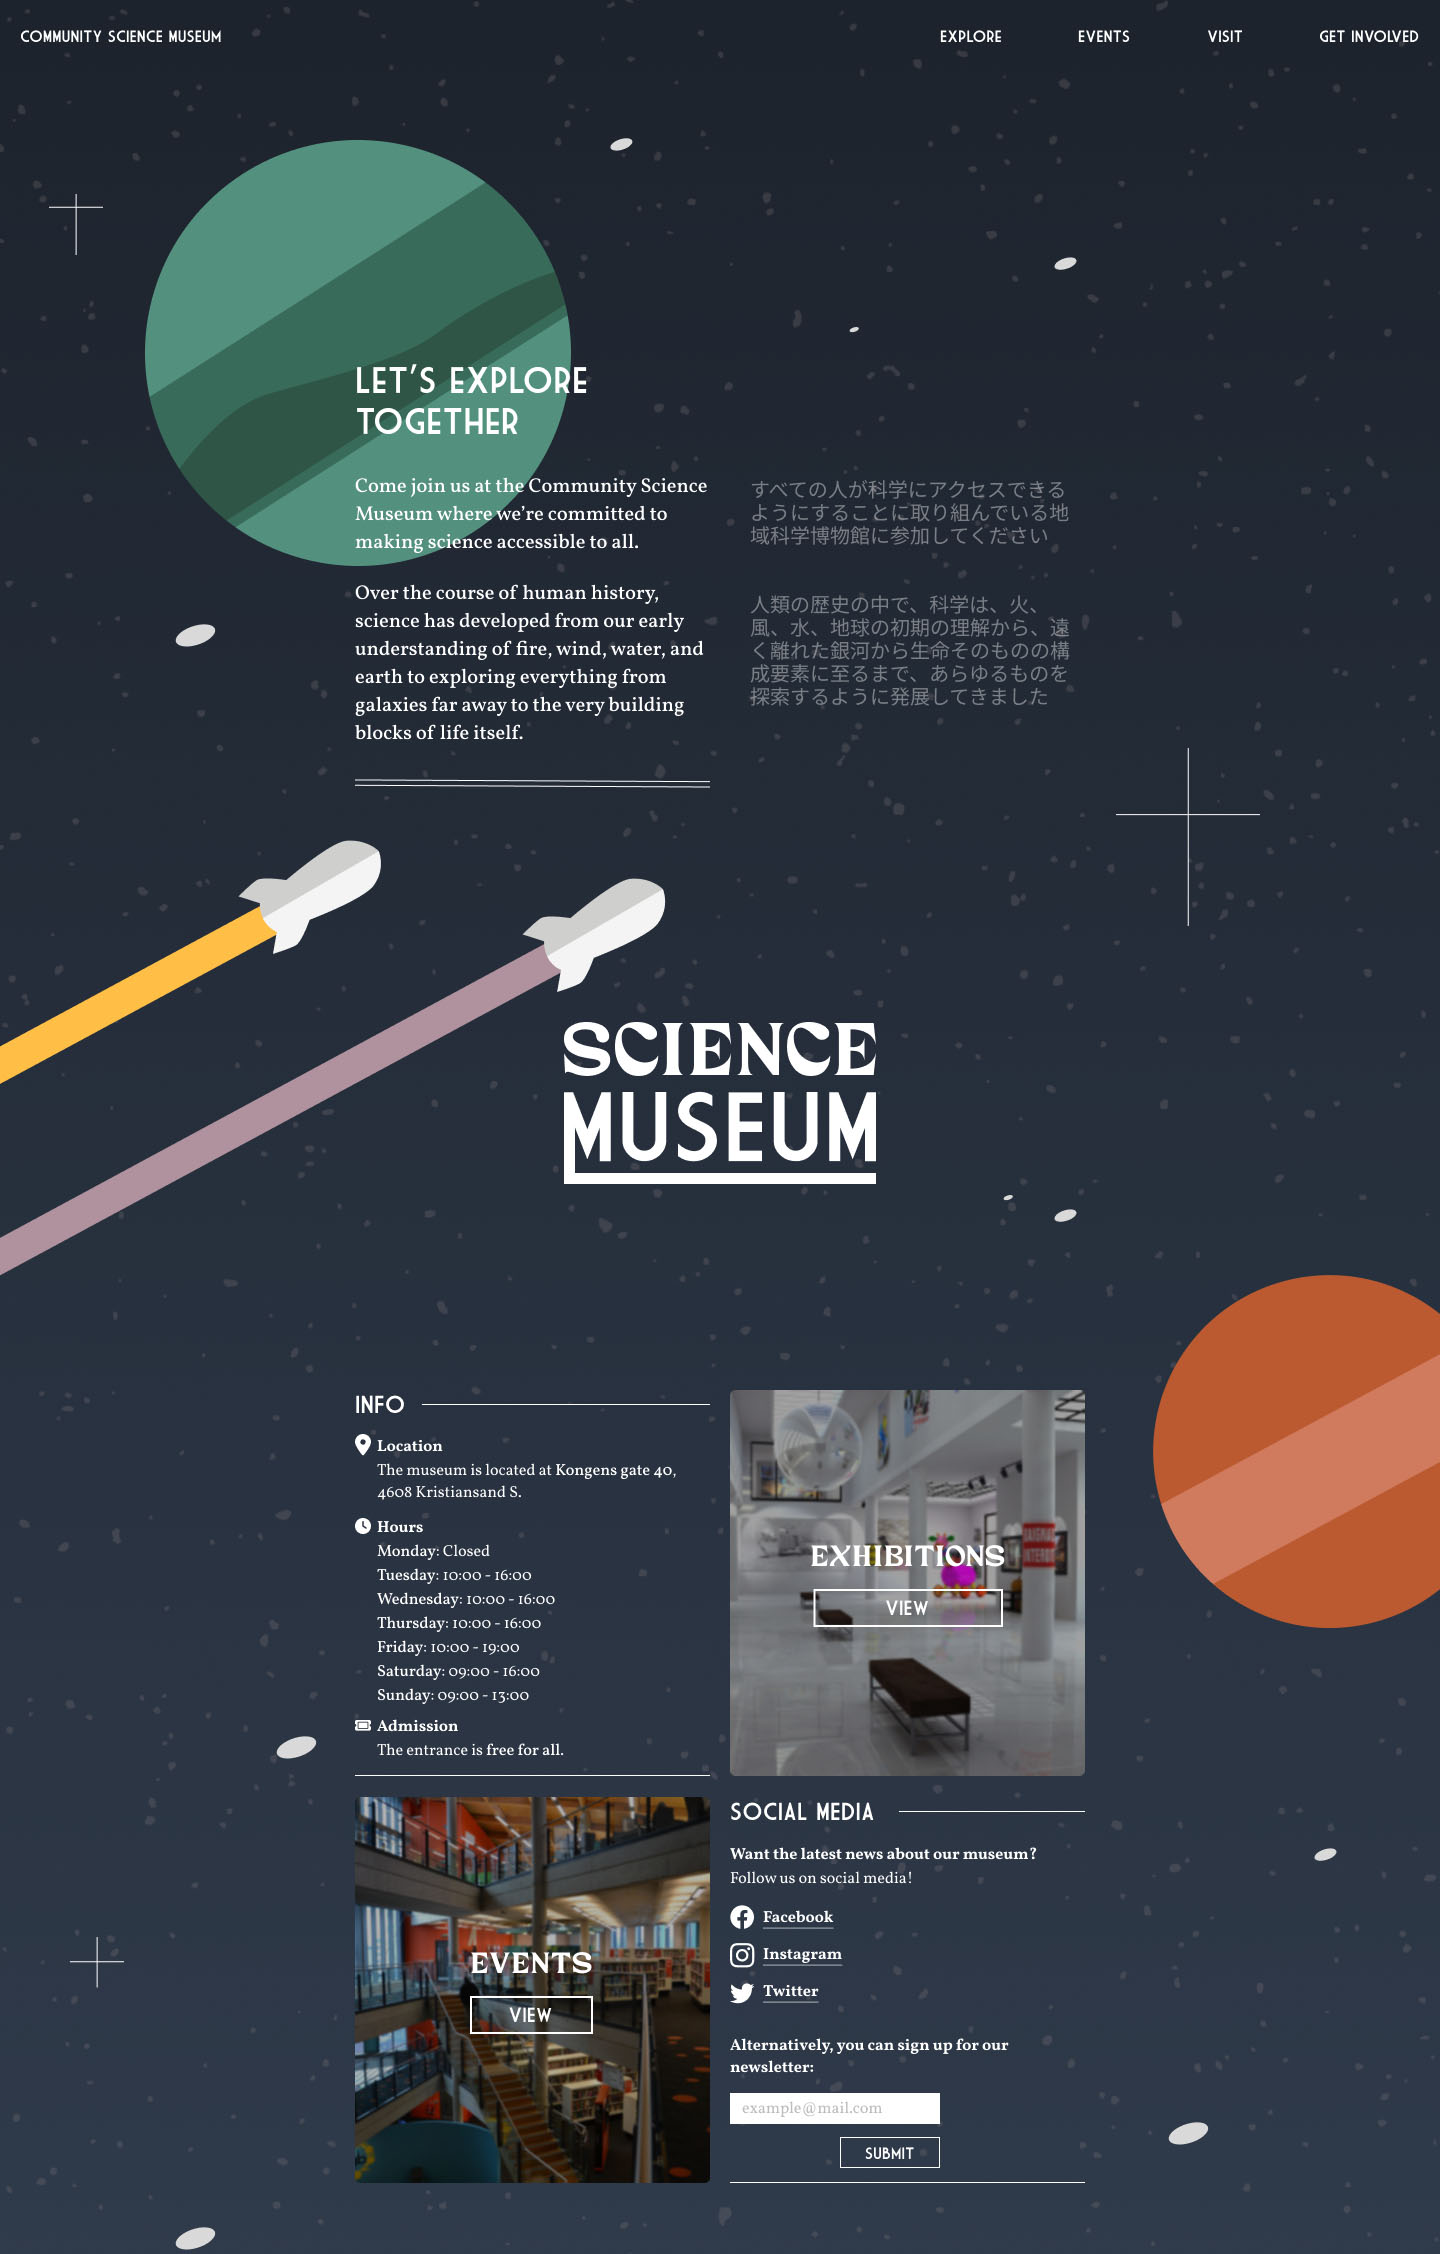 COMMUNITY SCIENCE MUSEUM
EXPLORE
EVENTS
VISIT
GET INVOLVED
LET'S EXPLORE
TOGETHER
Come join us at the Community Science
Museum where we're committed to
making science accessible to all.
Over the course of human history,
science has developed from our early
understanding of fire, wind, water, and
earth to exploring everything from
galaxies far away to the very building
blocks of life itself.
すべての人が科学にアクセスできる
ようにすることに取り組んでいる地
域科学博物館に参加してください
人類の歴史の中で、科学は、火、
風、水、地球の初期の理解から、遠
く離れた銀河から生命そのものの構
成要素に至るまで、あらゆるものを
探索するように発展してきました
SCIENCE
MUSEUM
INFO
Location
The museum is located at Kongens gate 40,
4608 Kristiansand S.
Hours
Monday: Closed
Tuesday: 10:00 - 16:00
Wednesday: 10:00 - 16:00
Thursday: 10:00 - 16:00
Friday: 10:00 - 19:00
Saturday: 09:00 - 16:00
Sunday: 09:00 - 13:00
Admission
The entrance is free for all.
EXHIBITIONS
VIEW
EVENTS
VIEW
SOCIAL MEDIA
Want the latest news about our museum?
Follow us on social media!
Facebook
Instagram
Twitter
Alternatively, you can sign up for our
newsletter:
example@mail.com
SUBMIT